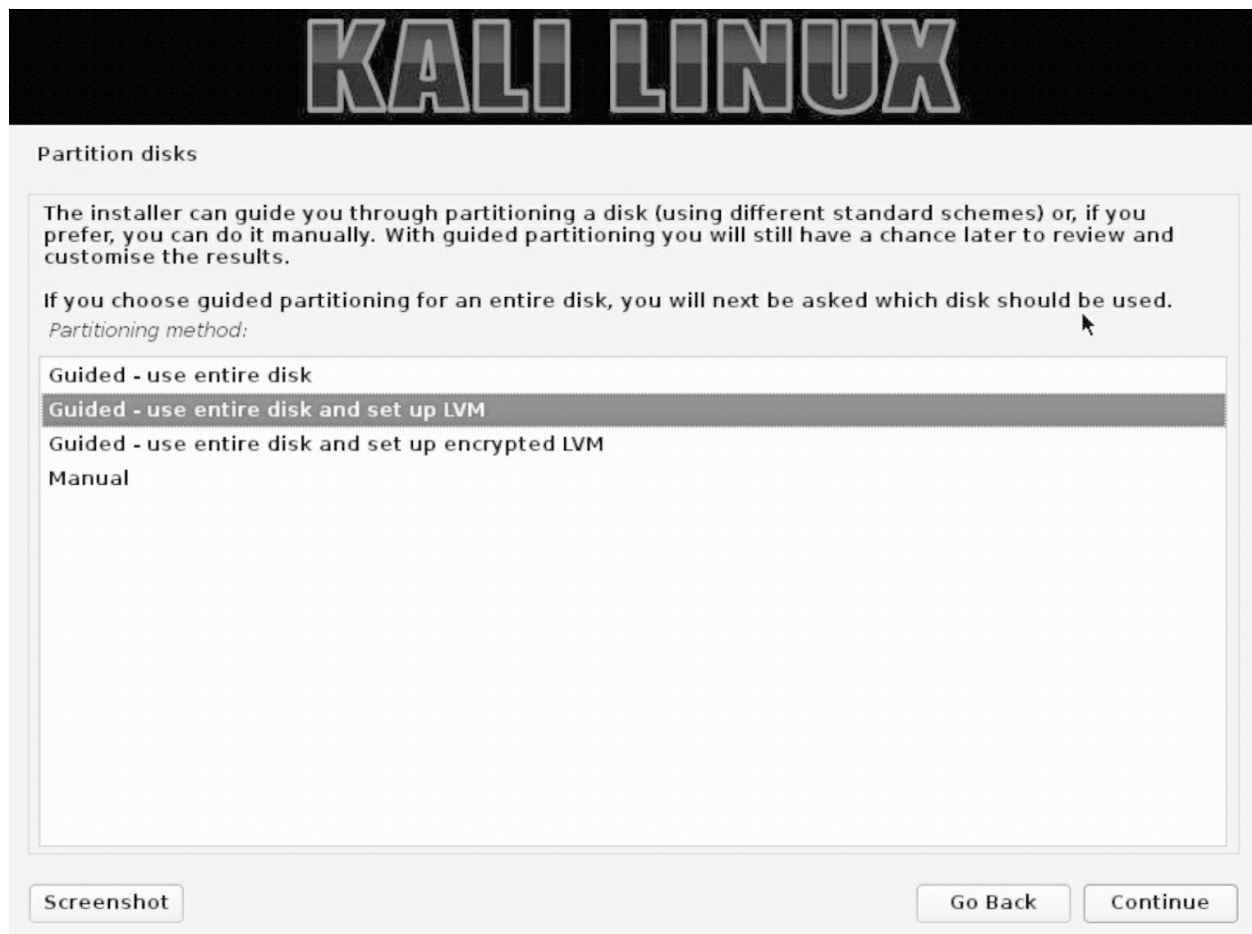 KALI LINUX
Partition disks
The installer can guide you through partitioning a disk (using different standard schemes) or, if you
prefer, you can do it manually. With guided partitioning you will still have a chance later to review and
customise the results.
If you choose guided partitioning for an entire disk, you will next be asked which disk should be used.
Partitioning method:
Guided - use entire disk
Guided - use entire disk and set up LVM
Guided - use entire disk and set up encrypted LVM
Manual
Screenshot
Go Back
Continue